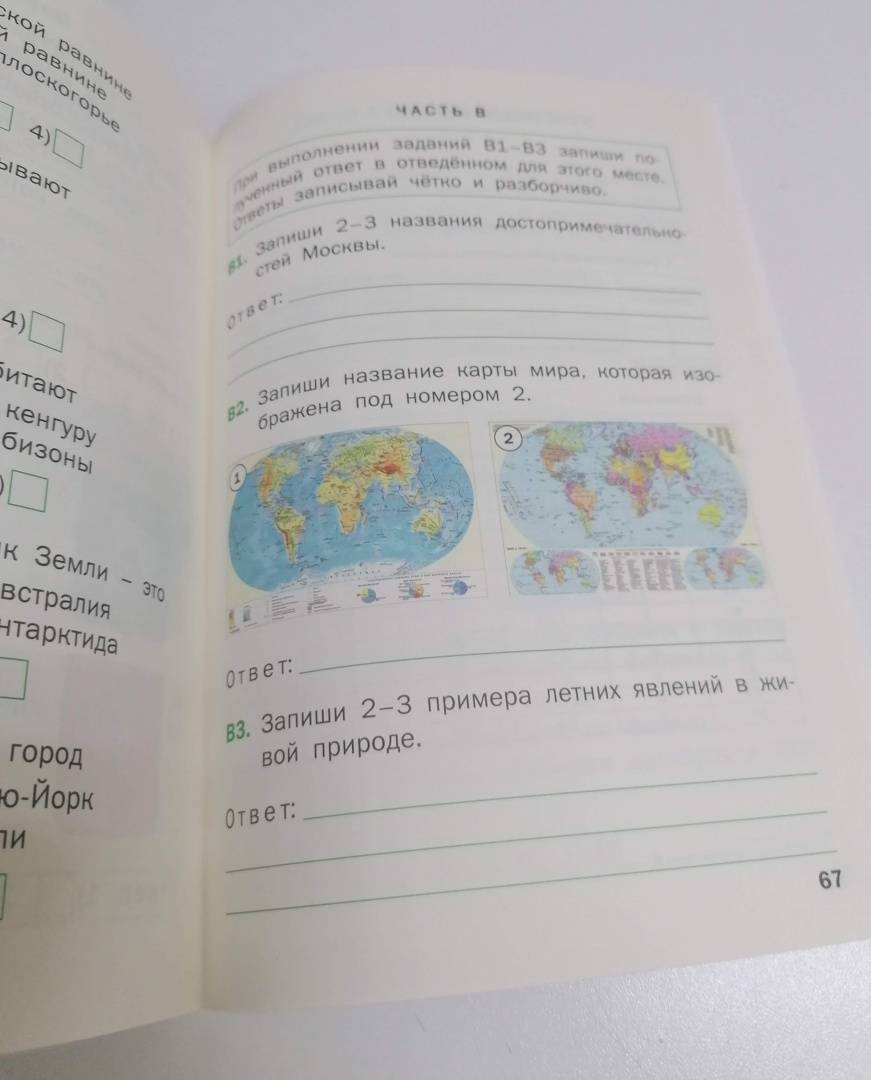 ской равнине
й равнине
плоскогорье
4)
ывают
4)
битают
кенгуру
бизоны
)
к Земли – это
встралия
нтарктида
город
ю-Йорк
ли
ЧАСТЬ В
При выполнении заданий В1–В3 запиши по-
лученный ответ в отведённом для этого месте.
Ответы записывай чётко и разборчиво.
В1. Запиши 2–3 названия достопримечательно-
стей Москвы.
Ответ:
В2. Запиши название карты мира, которая изо-
бражена под номером 2.
1
2
Ответ:
В3. Запиши 2–3 примера летних явлений в жи-
вой природе.
Ответ:
67